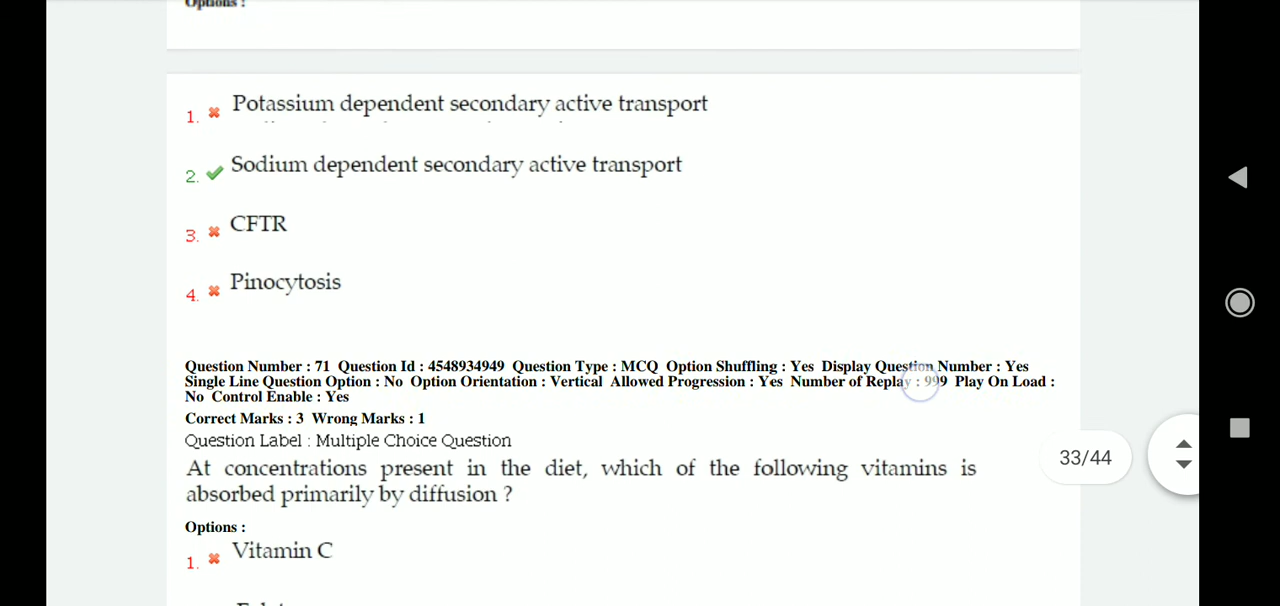 Options :
1. Potassium dependent secondary active transport
2. Sodium dependent secondary active transport
3. CFTR
4. Pinocytosis
Question Number : 71 Question Id : 4548934949 Question Type : MCQ Option Shuffling : Yes Display Question Number : Yes
Single Line Question Option : No Option Orientation : Vertical Allowed Progression : Yes Number of Replay : 999 Play On Load :
No Control Enable : Yes
Correct Marks : 3 Wrong Marks : 1
Question Label : Multiple Choice Question
33/44
At concentrations present in the diet, which of the following vitamins is
absorbed primarily by diffusion ?
Options :
1. Vitamin C